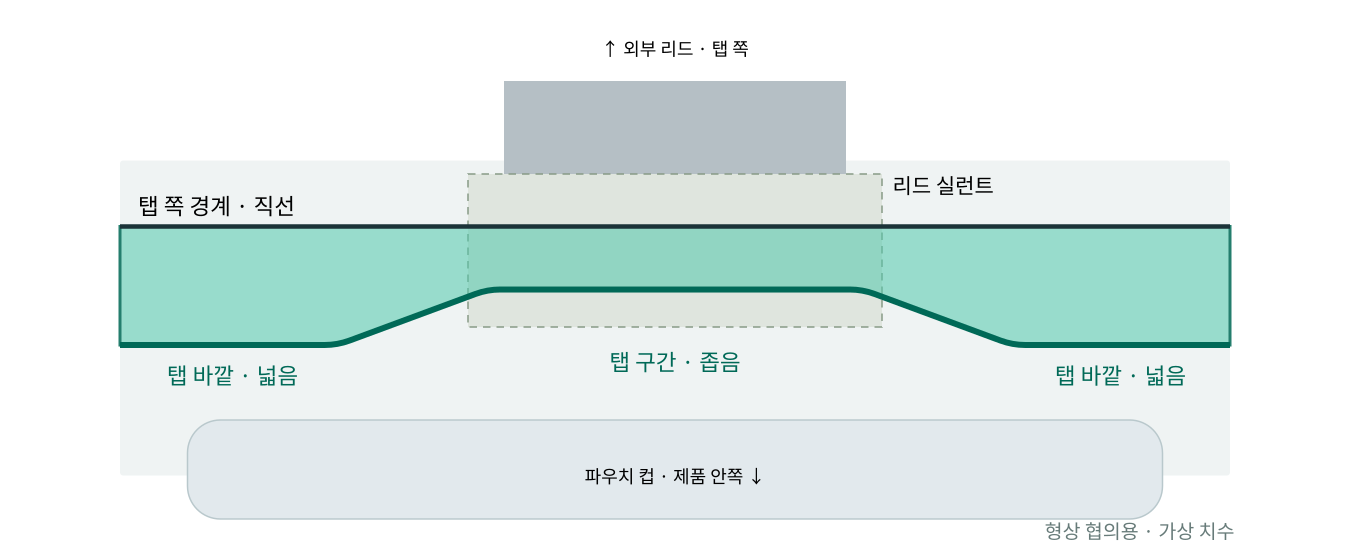 ↑ 외부 리드 · 탭 쪽
리드 실런트
탭 쪽 경계 · 직선
탭 구간 · 좁음
탭 바깥 · 넓음
탭 바깥 · 넓음
파우치 컵 · 제품 안쪽 ↓
형상 협의용 · 가상 치수